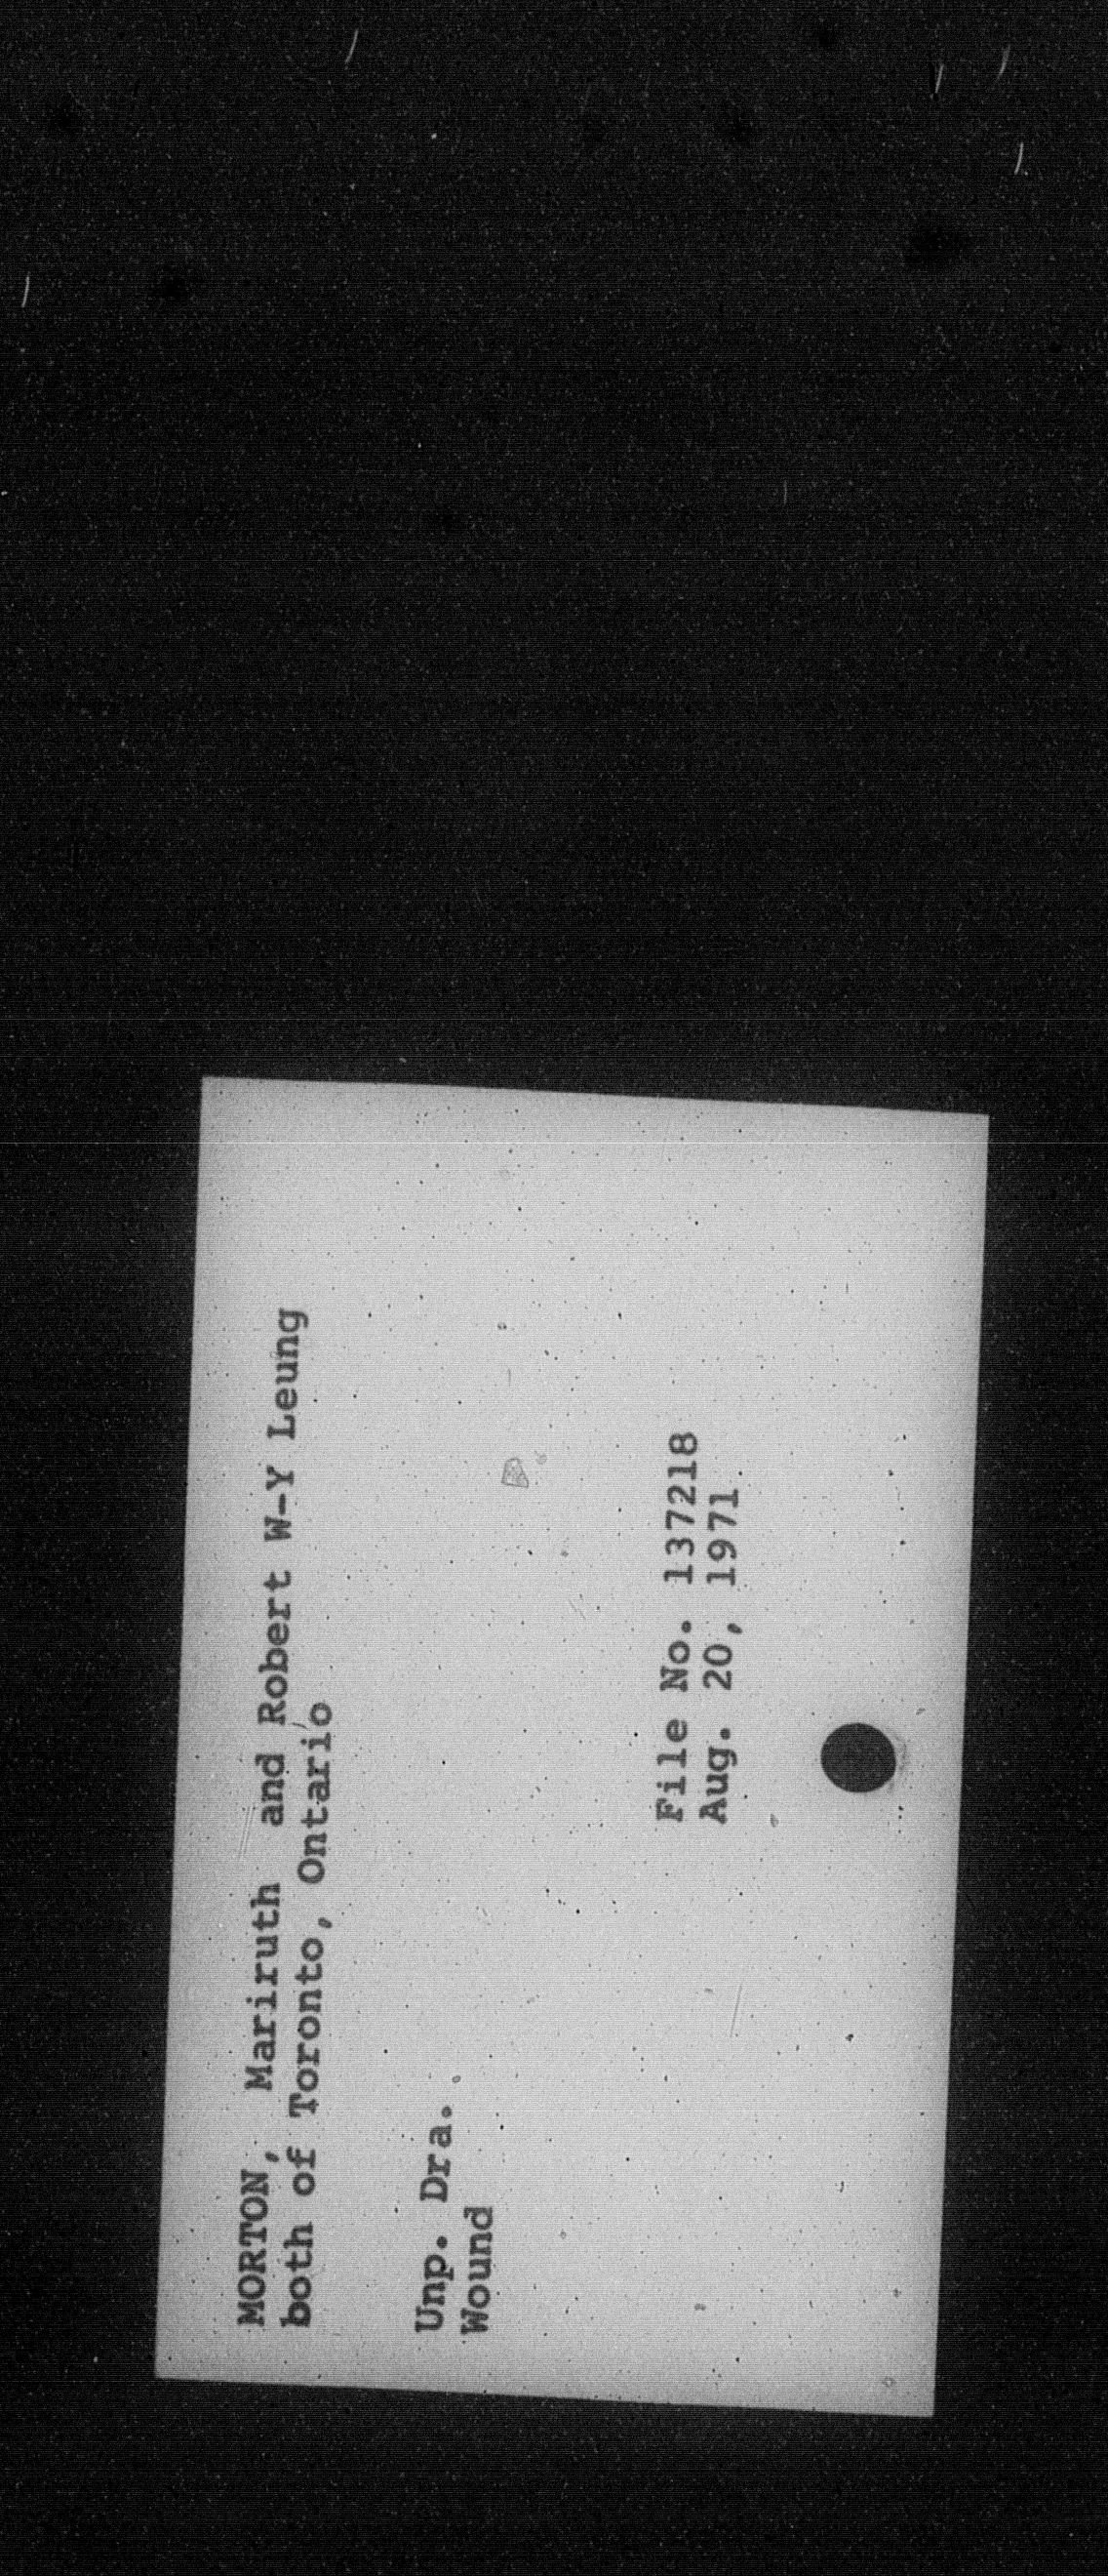 MORTON, Mariruth and Robert W-Y Leung
both of Toronto, Ontario
Unp. Dra.
Wound
File No. 137218
Aug. 20, 1971